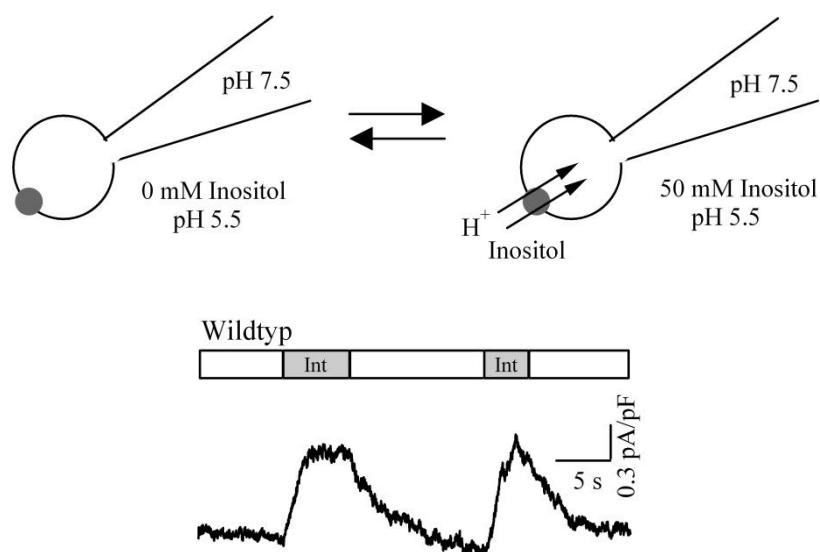 pH 7.5
0 mM Inositol
pH 5.5
pH 7.5
50 mM Inositol
pH 5.5
H+
Inositol
Wildtyp
Int
Int
5 s
0.3 pA/pF